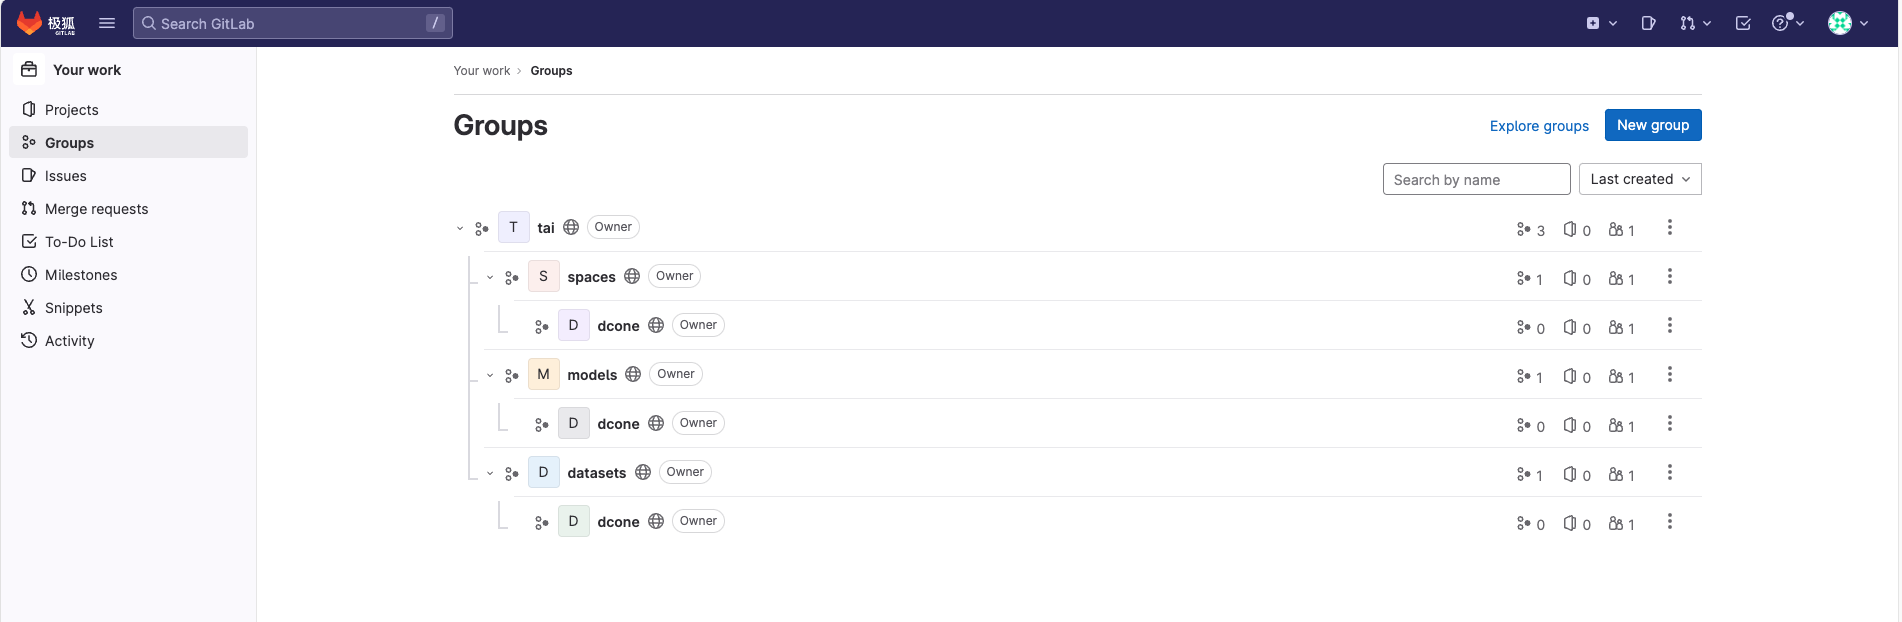 极狐
GITLAB
Search GitLab /
Your work
Projects
Groups
Issues
Merge requests
To-Do List
Milestones
Snippets
Activity
Your work › Groups
Groups
Explore groups
New group
Search by name
Last created
T tai Owner 3 0 1
S spaces Owner 1 0 1
D dcone Owner 0 0 1
M models Owner 1 0 1
D dcone Owner 0 0 1
D datasets Owner 1 0 1
D dcone Owner 0 0 1